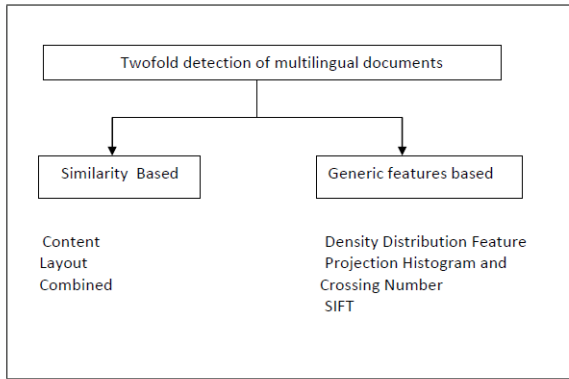 Twofold detection of multilingual documents
Similarity Based
Generic features based
Content
Layout
Combined
Density Distribution Feature
Projection Histogram and
Crossing Number
SIFT